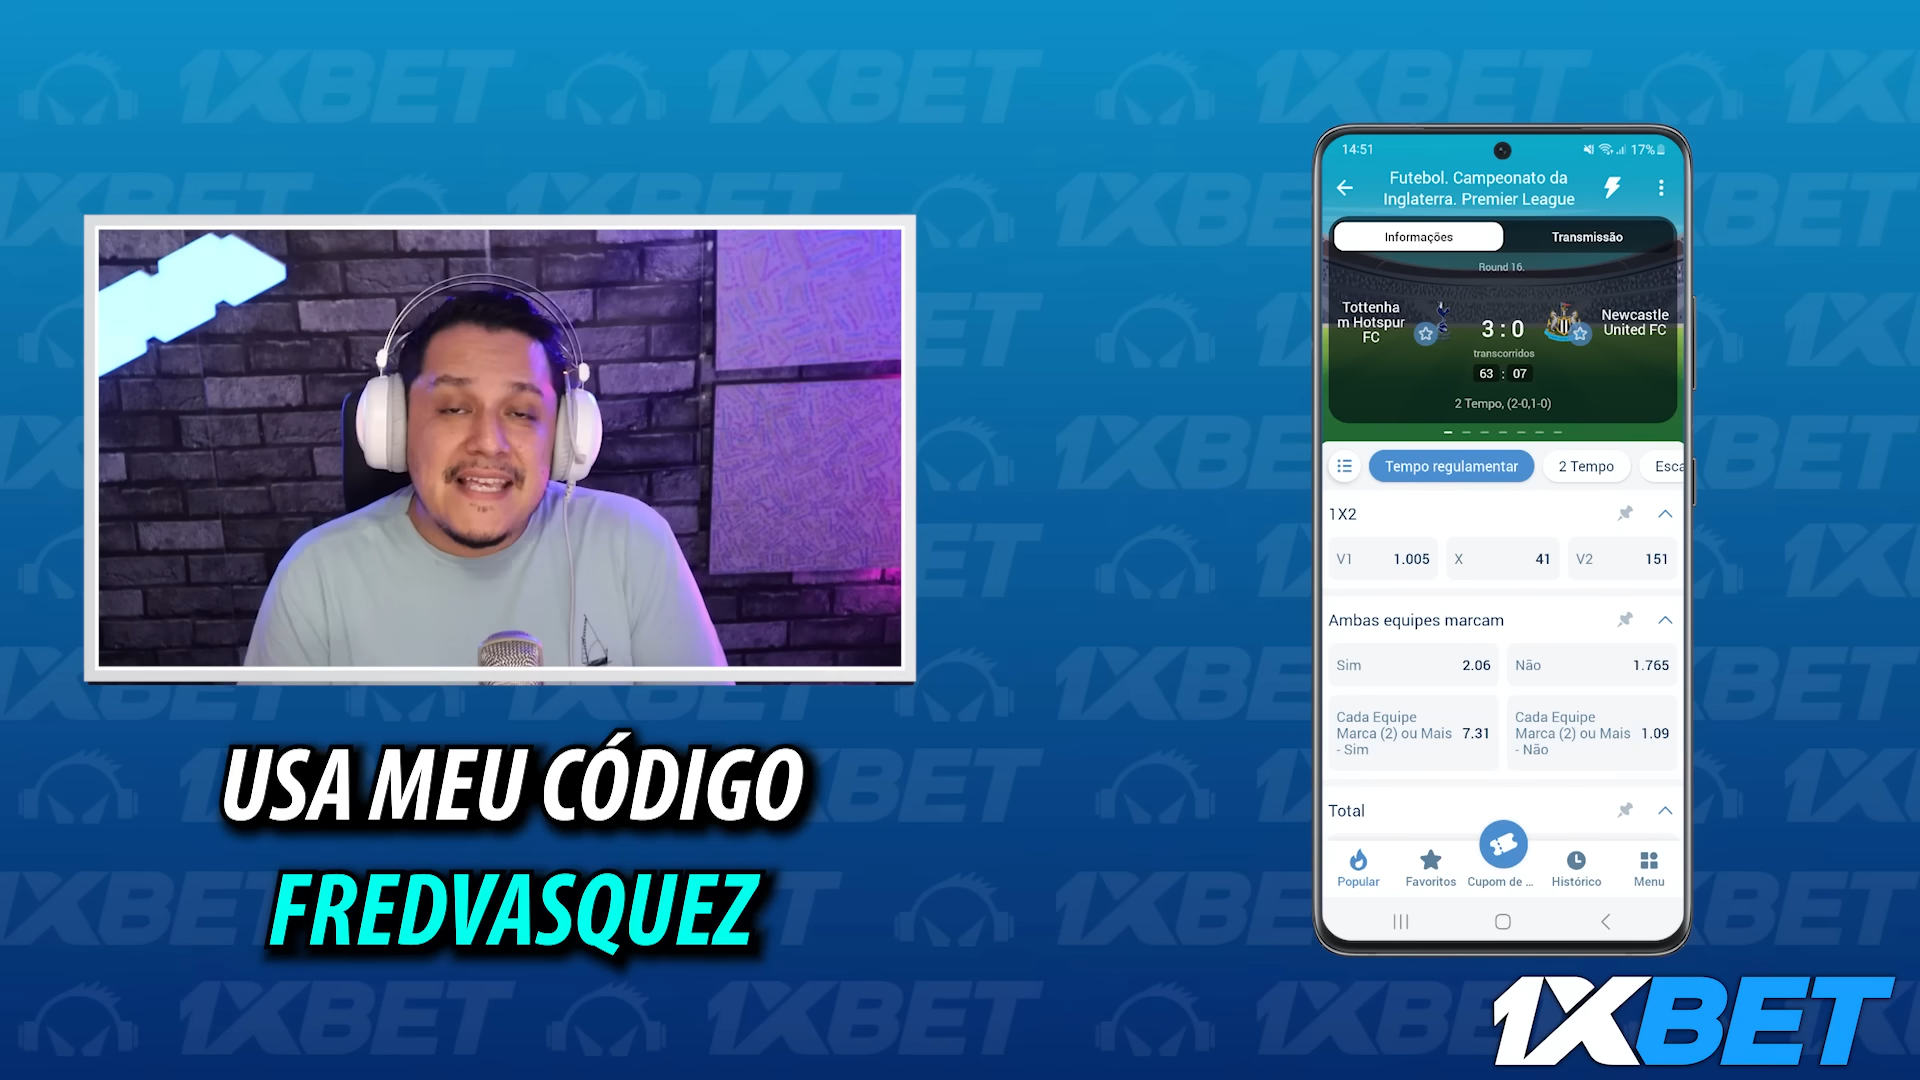 USA MEU CÓDIGO
FREDVASQUEZ
14:51
17%
Futebol. Campeonato da
Inglaterra. Premier League
Informações
Transmissão
Round 16.
Tottenha
m Hotspur
FC
3 : 0
Newcastle
United FC
transcorridos
63 : 07
2 Tempo, (2-0,1-0)
Tempo regulamentar
2 Tempo
Esca
1X2
V1 1.005
X 41
V2 151
Ambas equipes marcam
Sim 2.06
Não 1.765
Cada Equipe
Marca (2) ou Mais 7.31
- Sim
Cada Equipe
Marca (2) ou Mais 1.09
- Não
Total
Popular
Favoritos
Cupom de ...
Histórico
Menu
1XBET